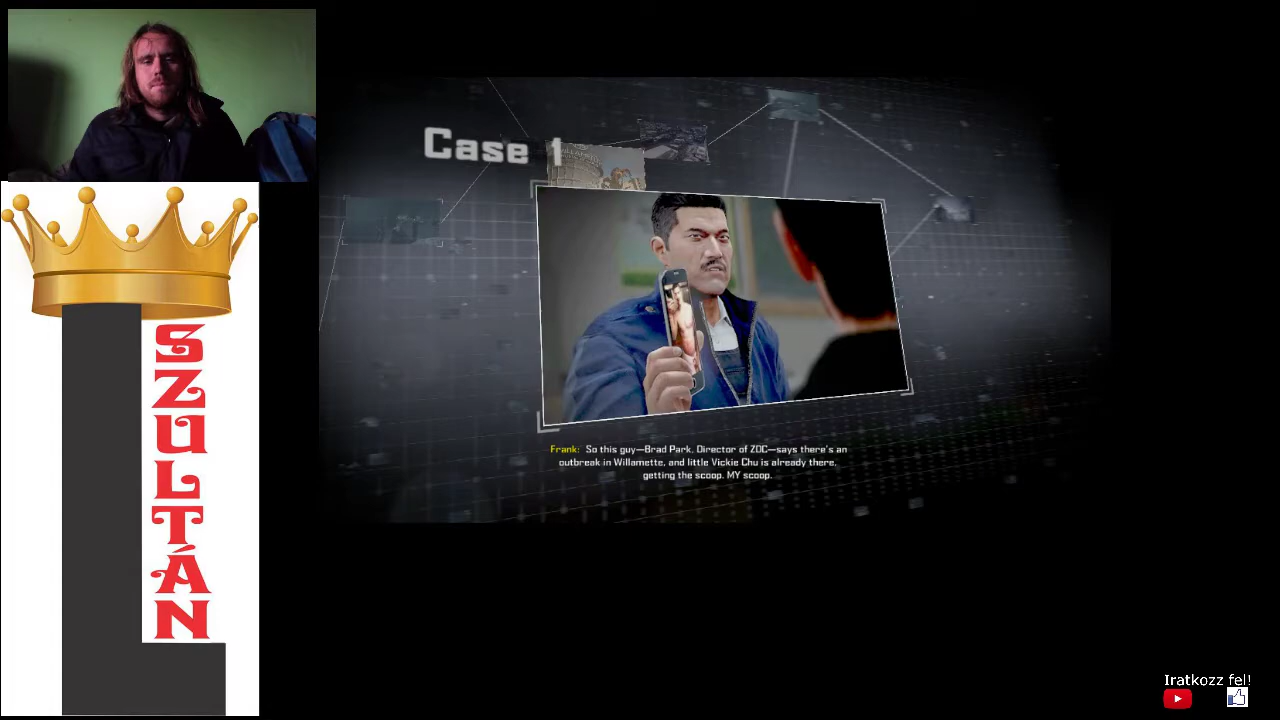 Case 1
Frank: So this guy—Brad Park, Director of ZDC—says there's an
outbreak in Willamette, and little Vickie Chu is already there,
getting the scoop. MY scoop.
L
SZULTÁN
Iratkozz fel!